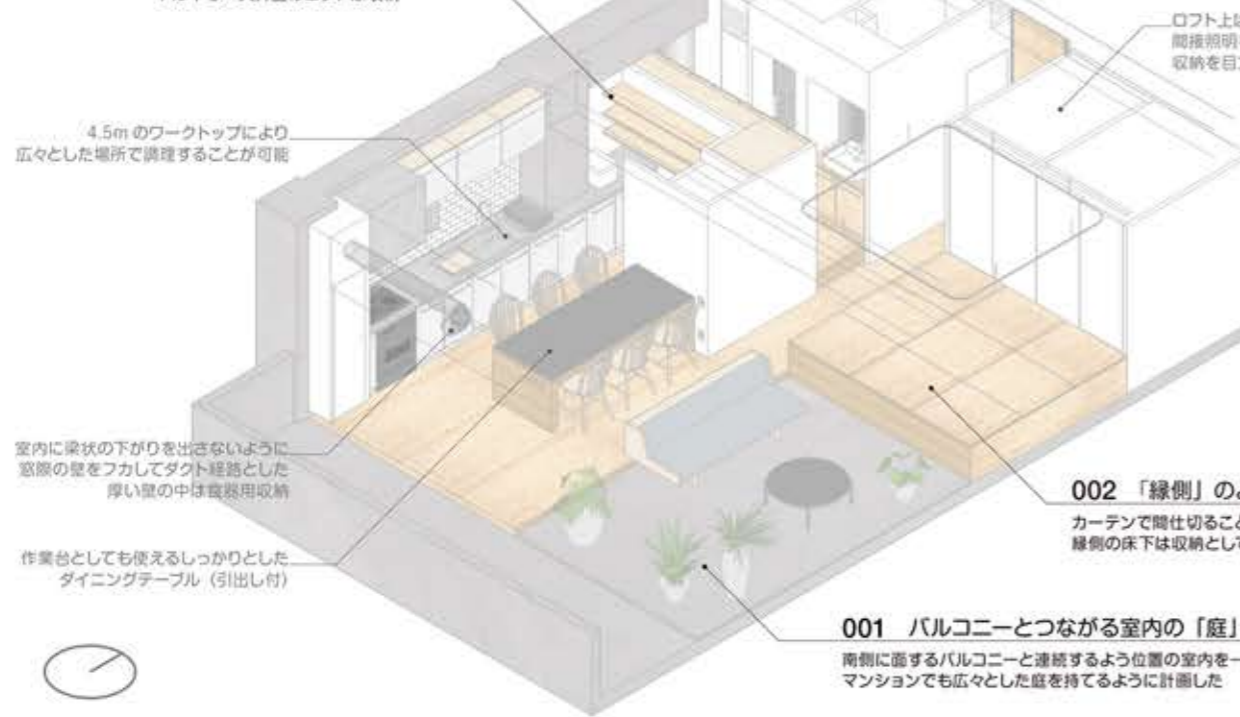 ロフト上は
間接照明
収納を目
4.5m のワークトップにより
広々とした場所で調理することが可能
室内に梁状の下がりを出さないように
窓際の壁をフカしてダクト経路とした
厚い壁の中は食器用収納
作業台としても使えるしっかりとした
ダイニングテーブル（引出し付）
002 「縁側」の
カーテンで間仕切ること
縁側の床下は収納として
001 バルコニーとつながる室内の「庭」
南側に面するバルコニーと連続するよう位置の室内を一
マンションでも広々とした庭を持てるように計画した